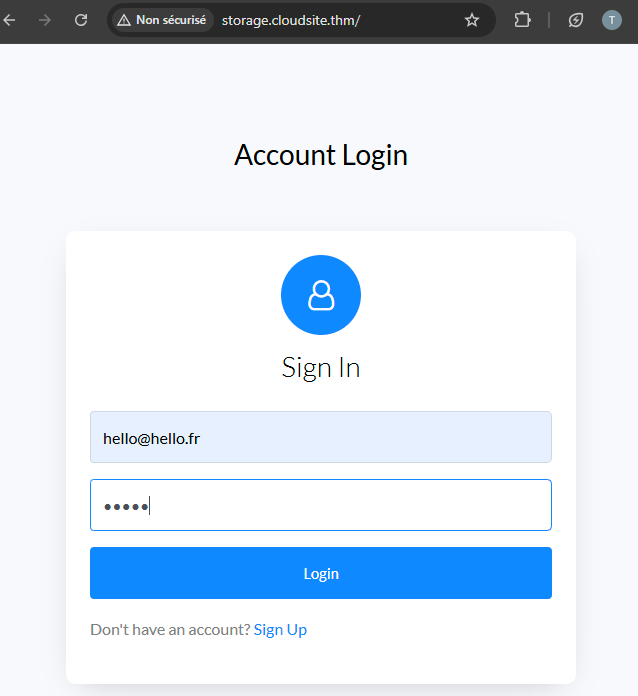 Non sécurisé storage.cloudsite.thm/ T
Account Login
Sign In
hello@hello.fr
•••••
Login
Don't have an account? Sign Up